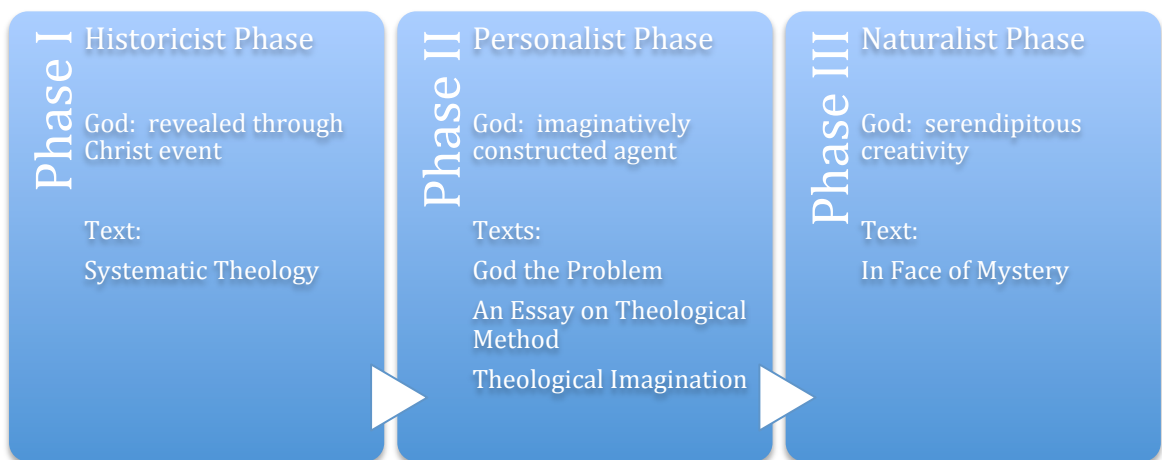 Phase I
Historicist Phase
God: revealed through
Christ event
Text:
Systematic Theology
Phase II
Personalist Phase
God: imaginatively
constructed agent
Texts:
God the Problem
An Essay on Theological
Method
Theological Imagination
Phase III
Naturalist Phase
God: serendipitous
creativity
Text:
In Face of Mystery